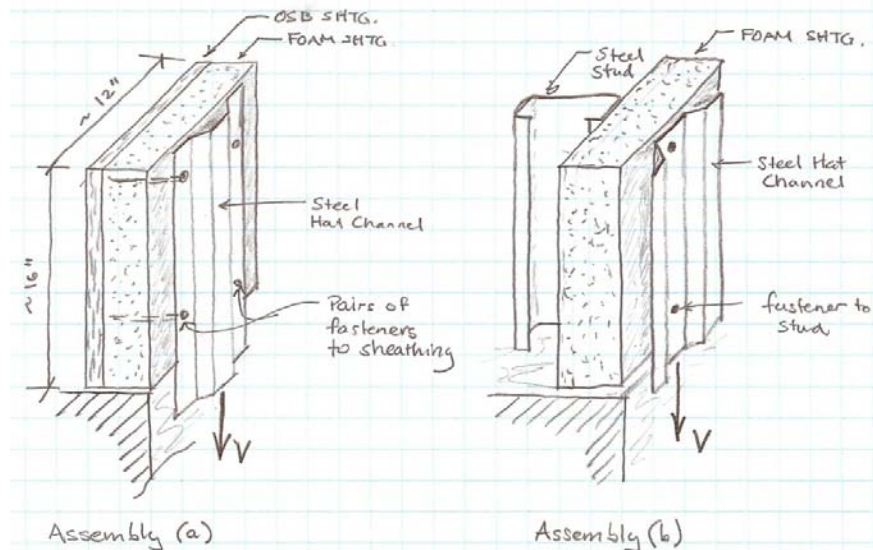 OSB SHTG.
FOAM SHTG.
~ 12"
~ 16"
Steel
Hat Channel
Pairs of
fasteners
to sheathing
V
Assembly (a)
Steel
Stud
FOAM SHTG.
Steel Hat
Channel
fastener to
stud
V
Assembly (b)